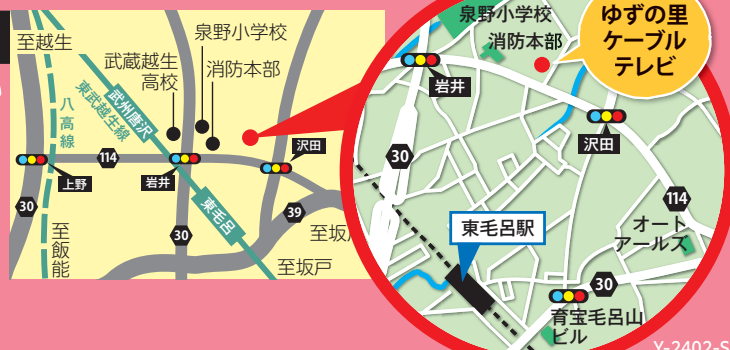 至越生
泉野小学校
武蔵越生
高校
消防本部
武州唐沢
東武越生線
八高線
114
沢田
上野
岩井
30
30
東毛呂
39
至飯能
至坂戸
泉野小学校
消防本部
ゆずの里
ケーブル
テレビ
岩井
沢田
30
114
東毛呂駅
オート
アールズ
30
育宝毛呂山
ビル